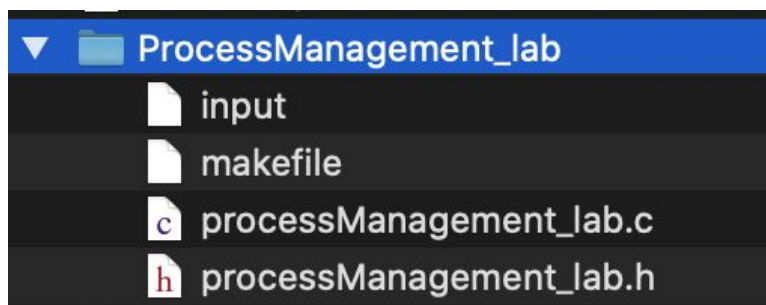 ProcessManagement_lab
input
makefile
c processManagement_lab.c
h processManagement_lab.h